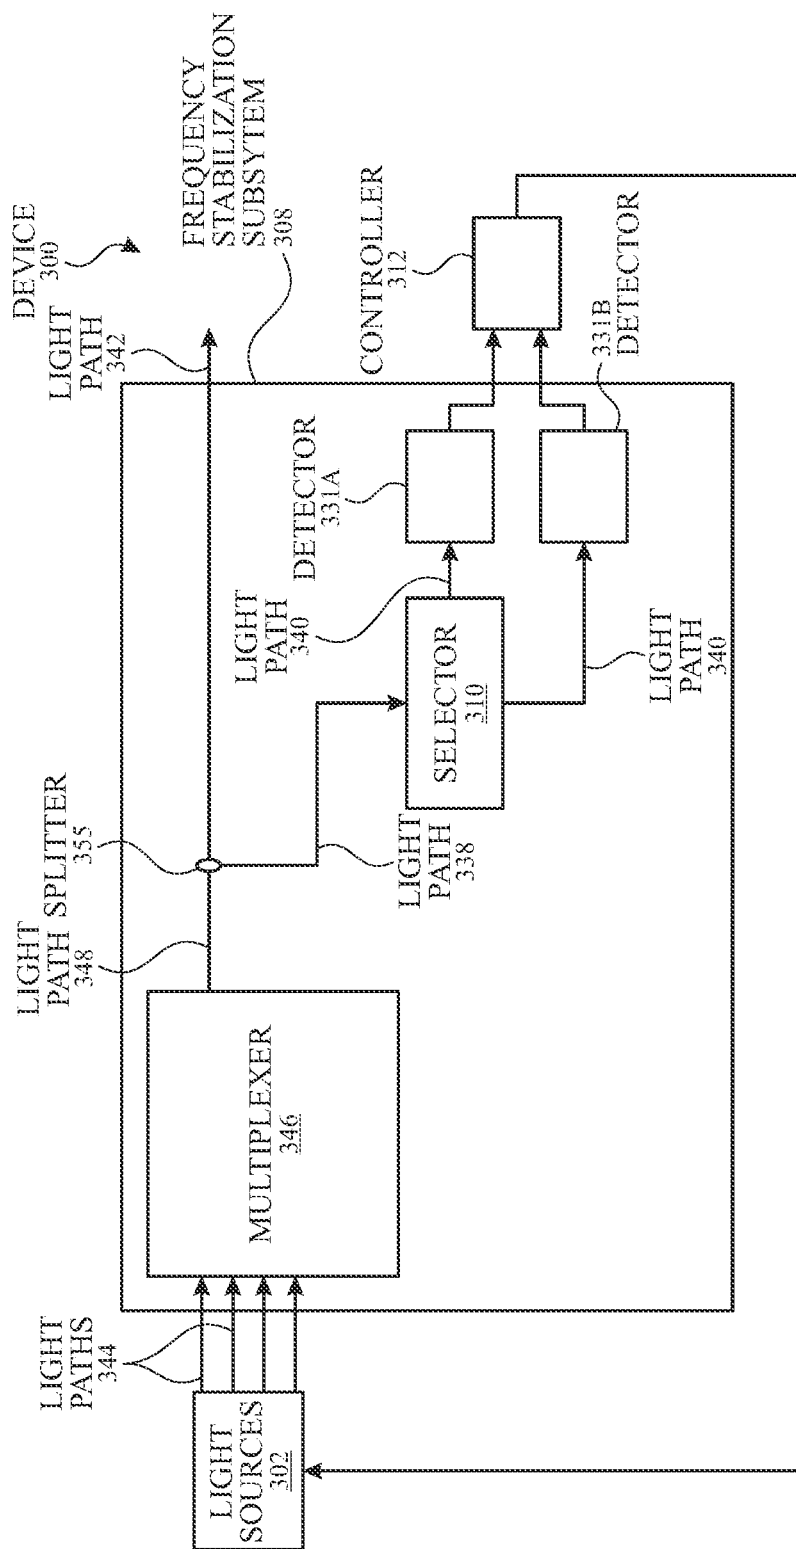 DEVICE
300
LIGHT
PATH
342
FREQUENCY
STABILIZATION
SUBSYTEM
308
CONTROLLER
312
331B DETECTOR
DETECTOR
331A
LIGHT
PATH
340
LIGHT
PATH
340
SELECTOR
310
LIGHT
PATH
338
SPLITTER
355
LIGHT
PATH
348
MULTIPLEXER
346
LIGHT
PATHS
344
LIGHT
SOURCES
302